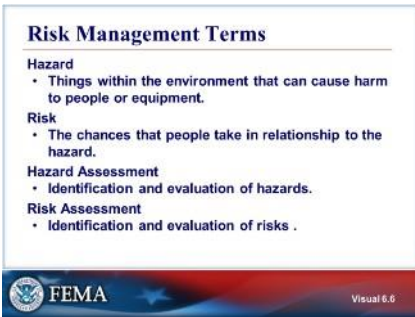 Risk Management Terms
Hazard
• Things within the environment that can cause harm
to people or equipment.
Risk
• The chances that people take in relationship to the
hazard.
Hazard Assessment
• Identification and evaluation of hazards.
Risk Assessment
• Identification and evaluation of risks .
FEMA
Visual 6.6